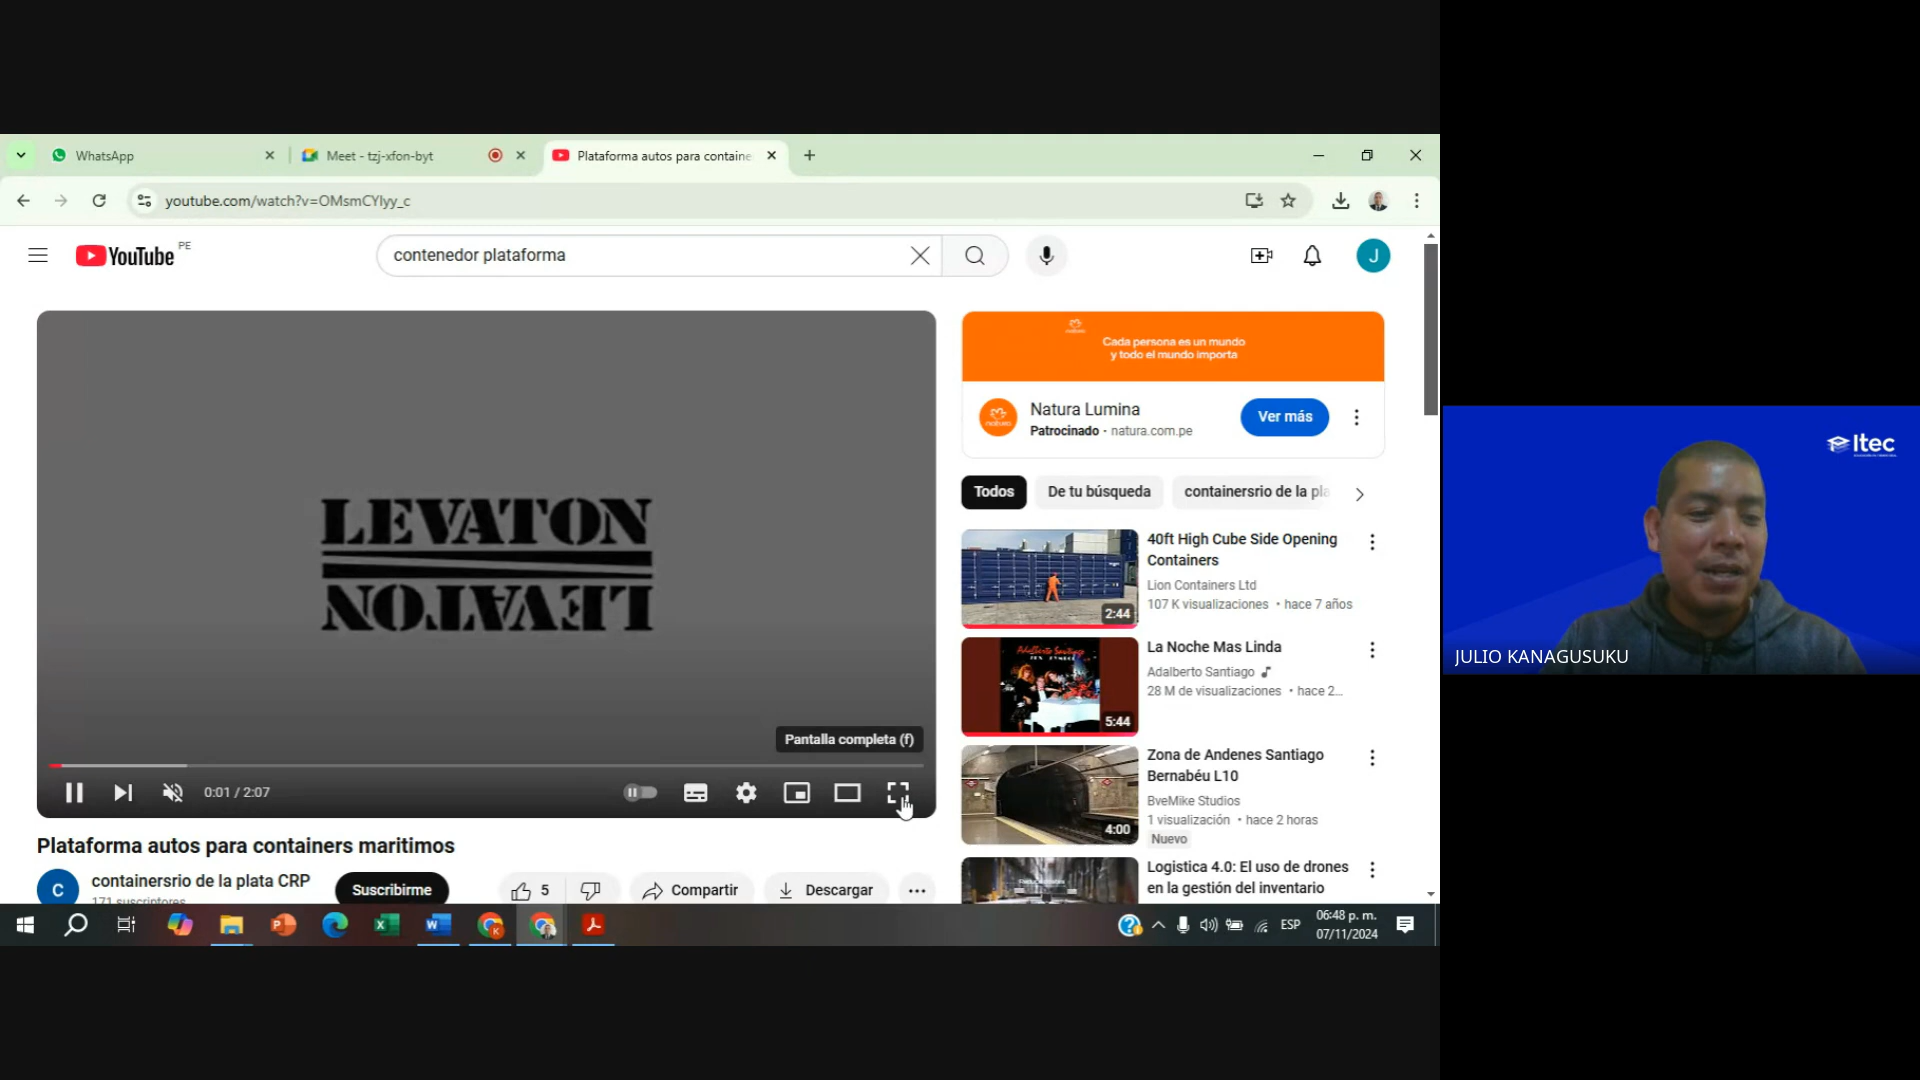 WhatsApp
Meet - tzj-xfon-byt
Plataforma autos para containe
youtube.com/watch?v=OMsmCYlyy_c
YouTube PE
contenedor plataforma
J
LEVATON
LEVATON
Pantalla completa (f)
0:01 / 2:07
Plataforma autos para containers maritimos
C
containersrio de la plata CRP
171 suscriptores
Suscribirme
5
Compartir
Descargar
Cada persona es un mundo
y todo el mundo importa
natura
Natura Lumina
Patrocinado · natura.com.pe
Ver más
Todos
De tu búsqueda
containersrio de la pla
40ft High Cube Side Opening
Containers
Lion Containers Ltd
107 K visualizaciones • hace 7 años
2:44
La Noche Mas Linda
Adalberto Santiago
28 M de visualizaciones • hace 2...
Adalberto Santiago
5:44
Zona de Andenes Santiago
Bernabéu L10
BveMike Studios
1 visualización • hace 2 horas
Nuevo
4:00
Logistica 4.0: El uso de drones
en la gestión del inventario
ESP
06:48 p. m.
07/11/2024
Itec
JULIO KANAGUSUKU